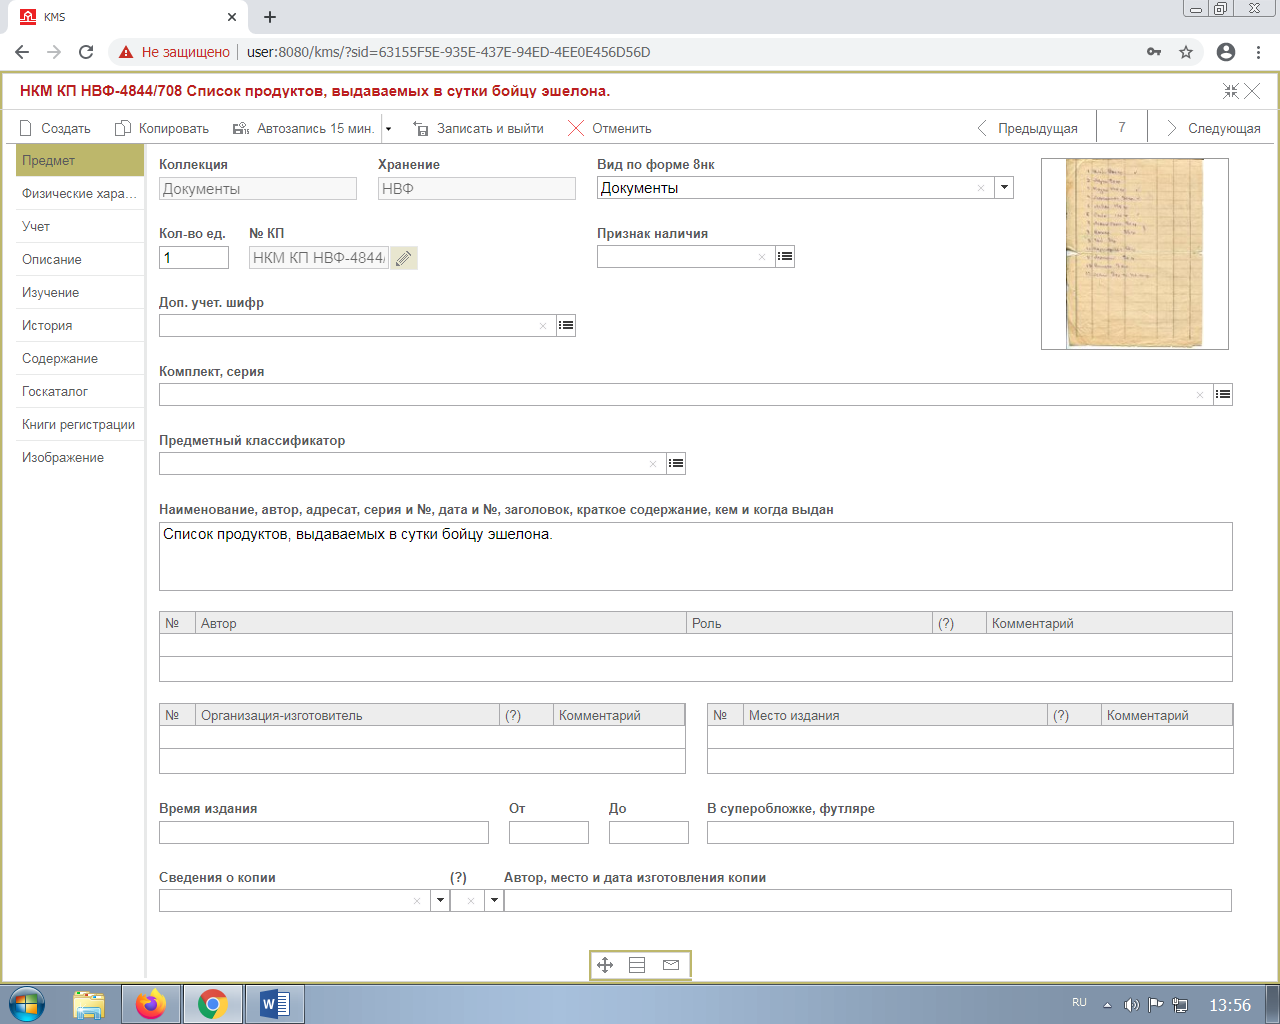 KMS
Не защищено
user:8080/kms/?sid=63155F5E-935E-437E-94ED-4EE0E456D56D
НКМ КП НВФ-4844/708 Список продуктов, выдаваемых в сутки бойцу эшелона.
Создать Копировать Автозапись 15 мин. Записать и выйти Отменить Предыдущая 7 Следующая
Предмет
Физические хара...
Учет
Описание
Изучение
История
Содержание
Госкаталог
Книги регистрации
Изображение
Коллекция Хранение Вид по форме 8нк
Документы НВФ Документы
Кол-во ед. № КП Признак наличия
1 НКМ КП НВФ-4844/
Доп. учет. шифр
Комплект, серия
Предметный классификатор
Наименование, автор, адресат, серия и №, дата и №, заголовок, краткое содержание, кем и когда выдан
Список продуктов, выдаваемых в сутки бойцу эшелона.
№ Автор Роль (?) Комментарий
№ Организация-изготовитель (?) Комментарий № Место издания (?) Комментарий
Время издания От До В суперобложке, футляре
Сведения о копии (?) Автор, место и дата изготовления копии
RU 13:56